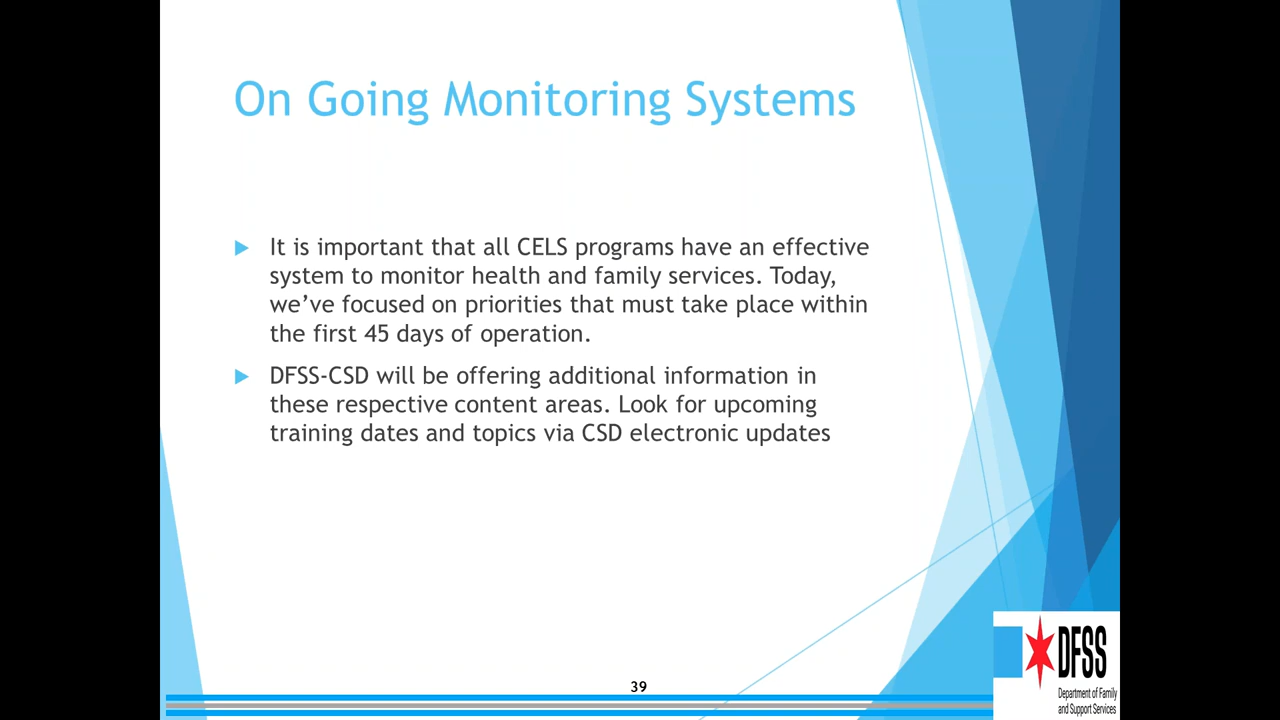 On Going Monitoring Systems
It is important that all CELS programs have an effective
system to monitor health and family services. Today,
we’ve focused on priorities that must take place within
the first 45 days of operation.
DFSS-CSD will be offering additional information in
these respective content areas. Look for upcoming
training dates and topics via CSD electronic updates
39
DFSS
Department of Family
and Support Services